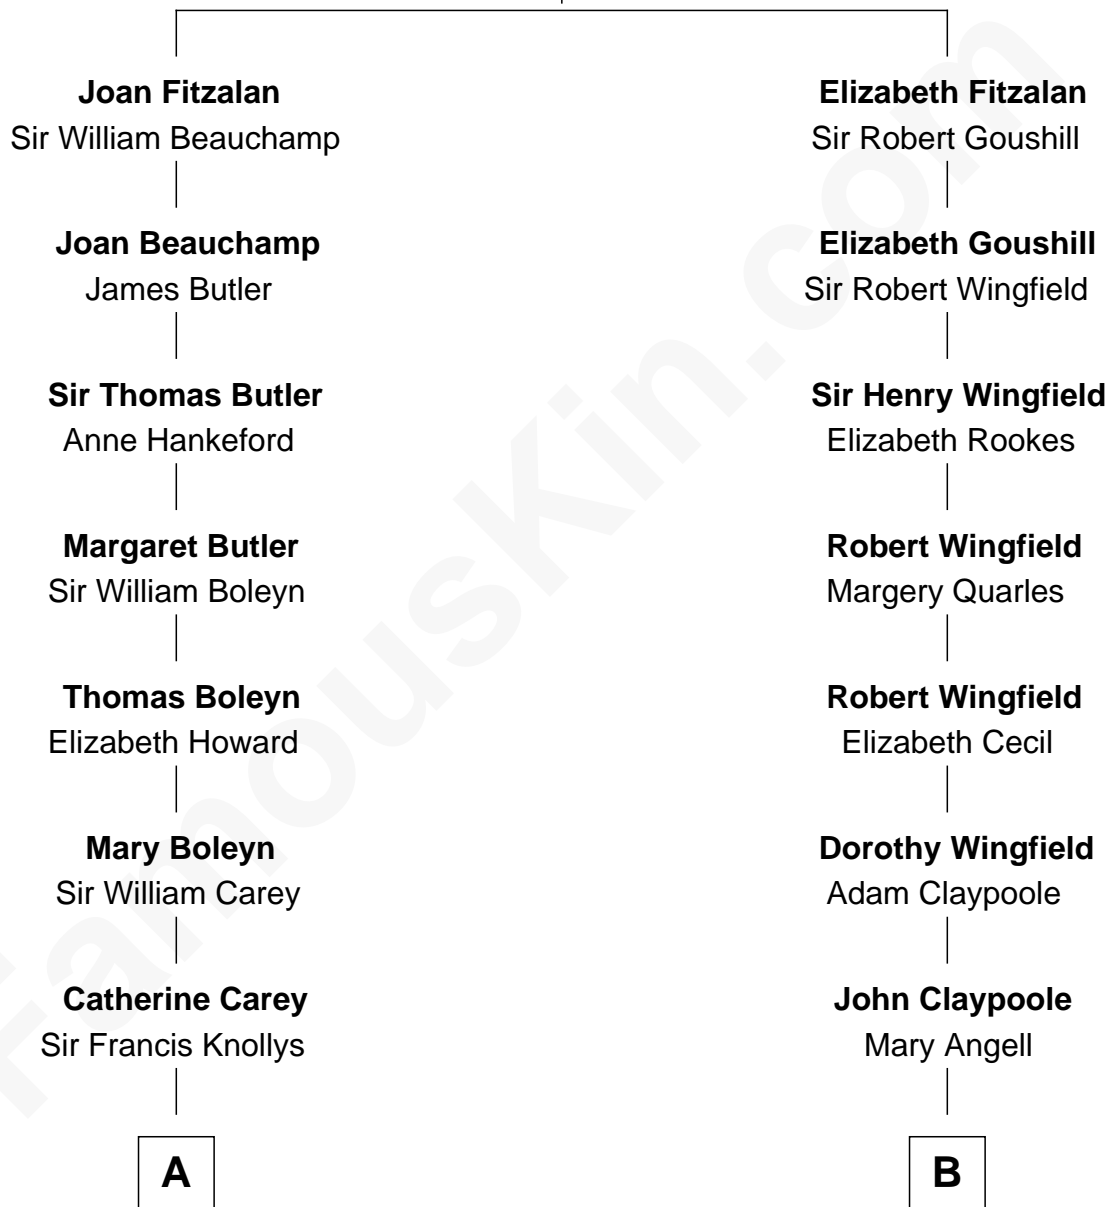 Joan Fitzalan
Sir William Beauchamp
Joan Beauchamp
James Butler
Sir Thomas Butler
Anne Hankeford
Margaret Butler
Sir William Boleyn
Thomas Boleyn
Elizabeth Howard
Mary Boleyn
Sir William Carey
Catherine Carey
Sir Francis Knollys
A
Elizabeth Fitzalan
Sir Robert Goushill
Elizabeth Goushill
Sir Robert Wingfield
Sir Henry Wingfield
Elizabeth Rookes
Robert Wingfield
Margery Quarles
Robert Wingfield
Elizabeth Cecil
Dorothy Wingfield
Adam Claypoole
John Claypoole
Mary Angell
B
FamousKin.com